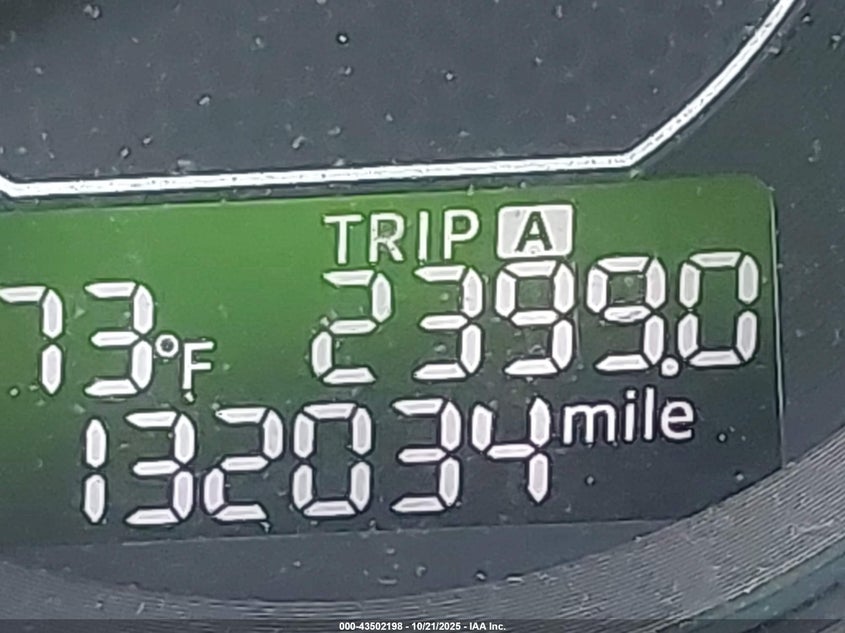 TRIP A
73°F 2399.0
132034 mile
000-43502198 - 10/21/2025 - IAA Inc.